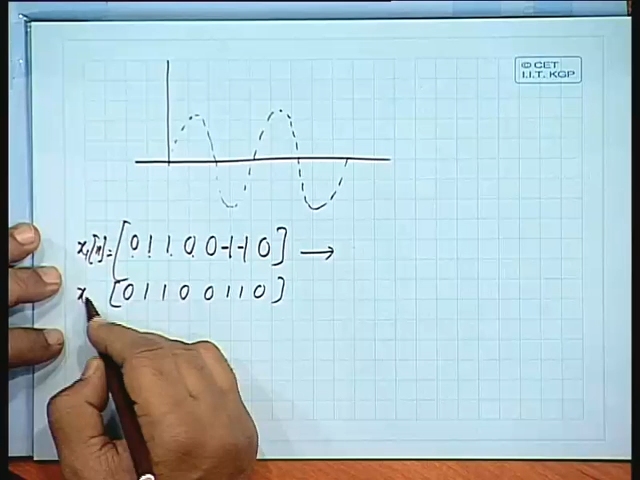 © CET
I.I.T. KGP
x₁[n] = [0 1 1 0 0 -1 -1 0] →
x [0 1 1 0 0 1 1 0]